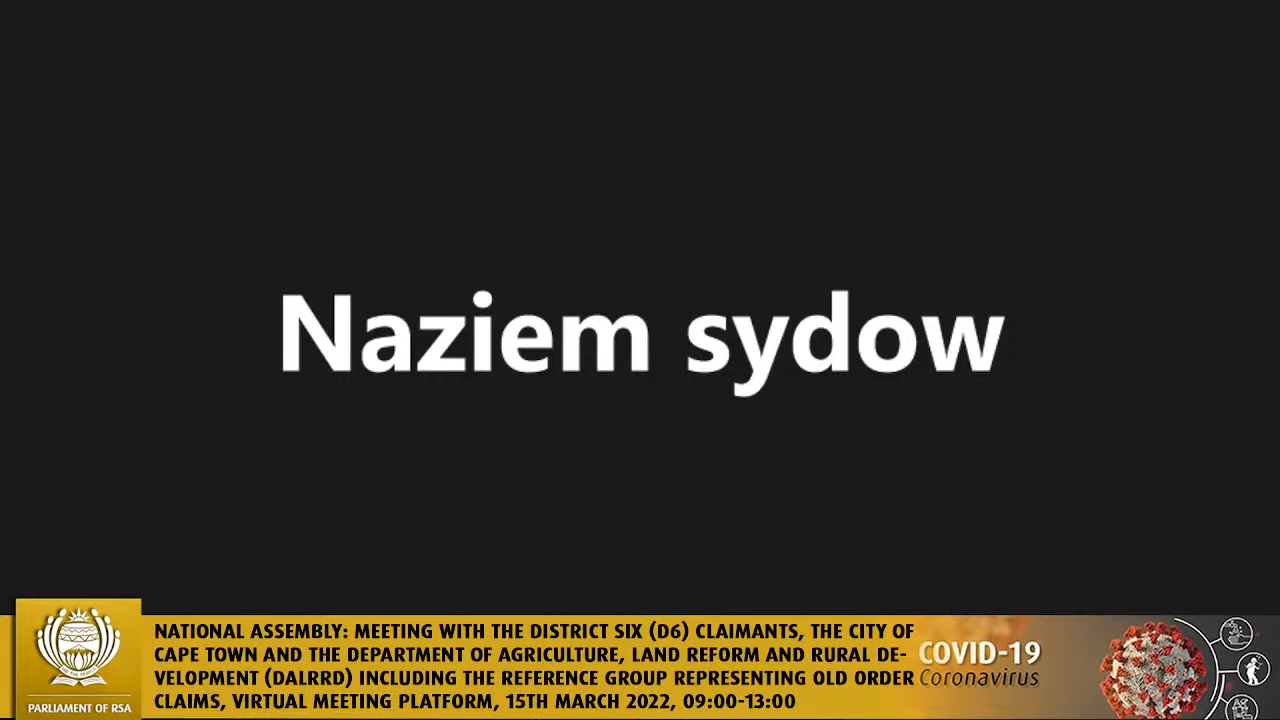 Naziem sydow
NATIONAL ASSEMBLY: MEETING WITH THE DISTRICT SIX (D6) CLAIMANTS, THE CITY OF
CAPE TOWN AND THE DEPARTMENT OF AGRICULTURE, LAND REFORM AND RURAL DE-
VELOPMENT (DALRRD) INCLUDING THE REFERENCE GROUP REPRESENTING OLD ORDER
CLAIMS, VIRTUAL MEETING PLATFORM, 15TH MARCH 2022, 09:00-13:00
PARLIAMENT OF RSA
COVID-19
Coronavirus